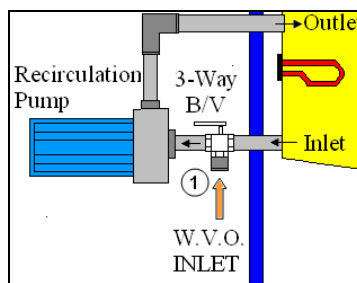 Outlet
Recirculation
Pump
3-Way
B/V
Inlet
1
W.V.O.
INLET